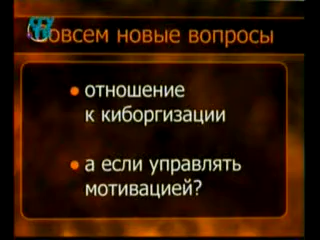 Совсем новые вопросы
отношение
к киборгизации
а если управлять
мотивацией?